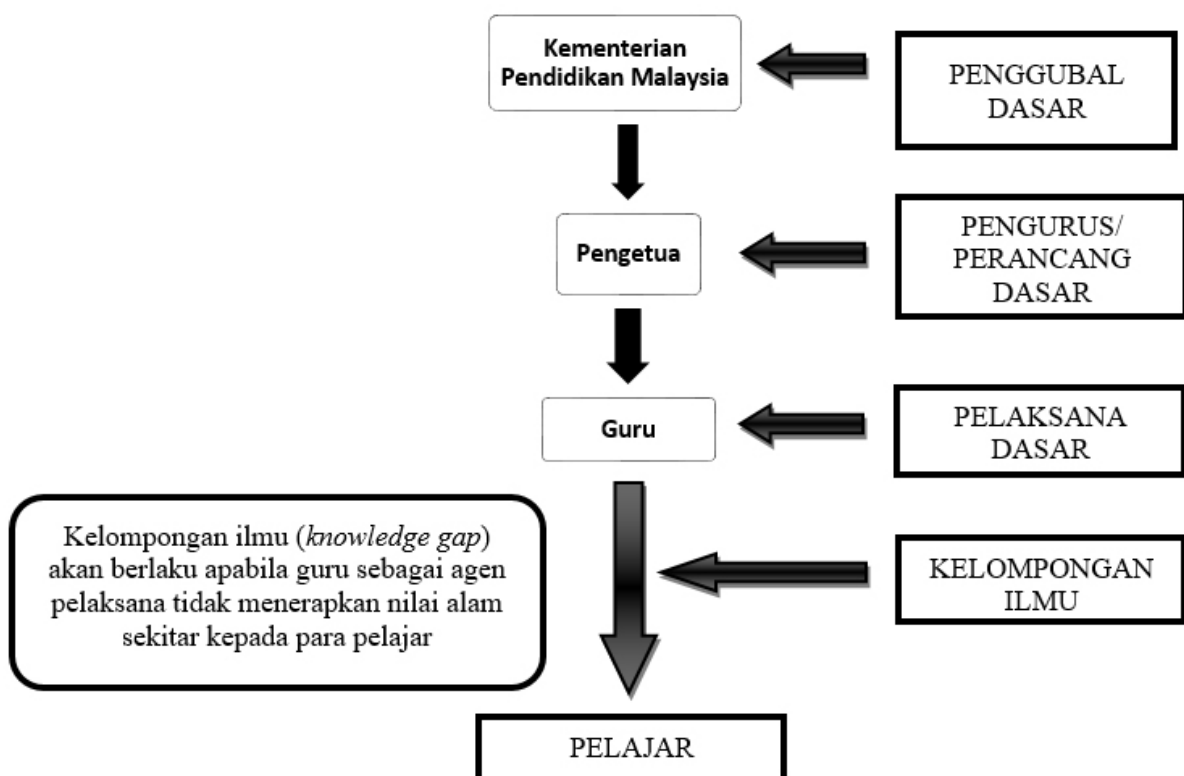 Kementerian
Pendidikan Malaysia
PENGGUBAL
DASAR
Pengetua
PENGURUS/
PERANCANG
DASAR
Guru
PELAKSANA
DASAR
Kelompongan ilmu (knowledge gap)
akan berlaku apabila guru sebagai agen
pelaksana tidak menerapkan nilai alam
sekitar kepada para pelajar
KELOMPONGAN
ILMU
PELAJAR